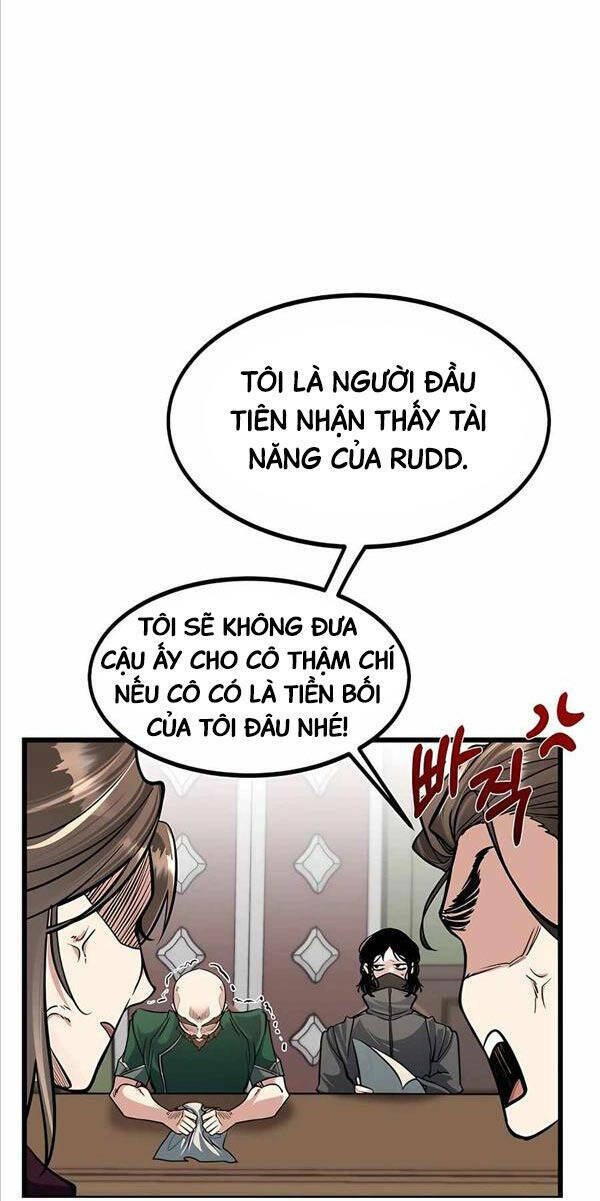 TÔI LÀ NGƯỜI ĐẦU
TIÊN NHẬN THẤY TÀI
NĂNG CỦA RUDD.
TÔI SẼ KHÔNG ĐƯA
CẬU ẤY CHO CÔ THẬM CHÍ
NẾU CÔ CÓ LÀ TIỀN BỐI
CỦA TÔI ĐÂU NHÉ!
빠직